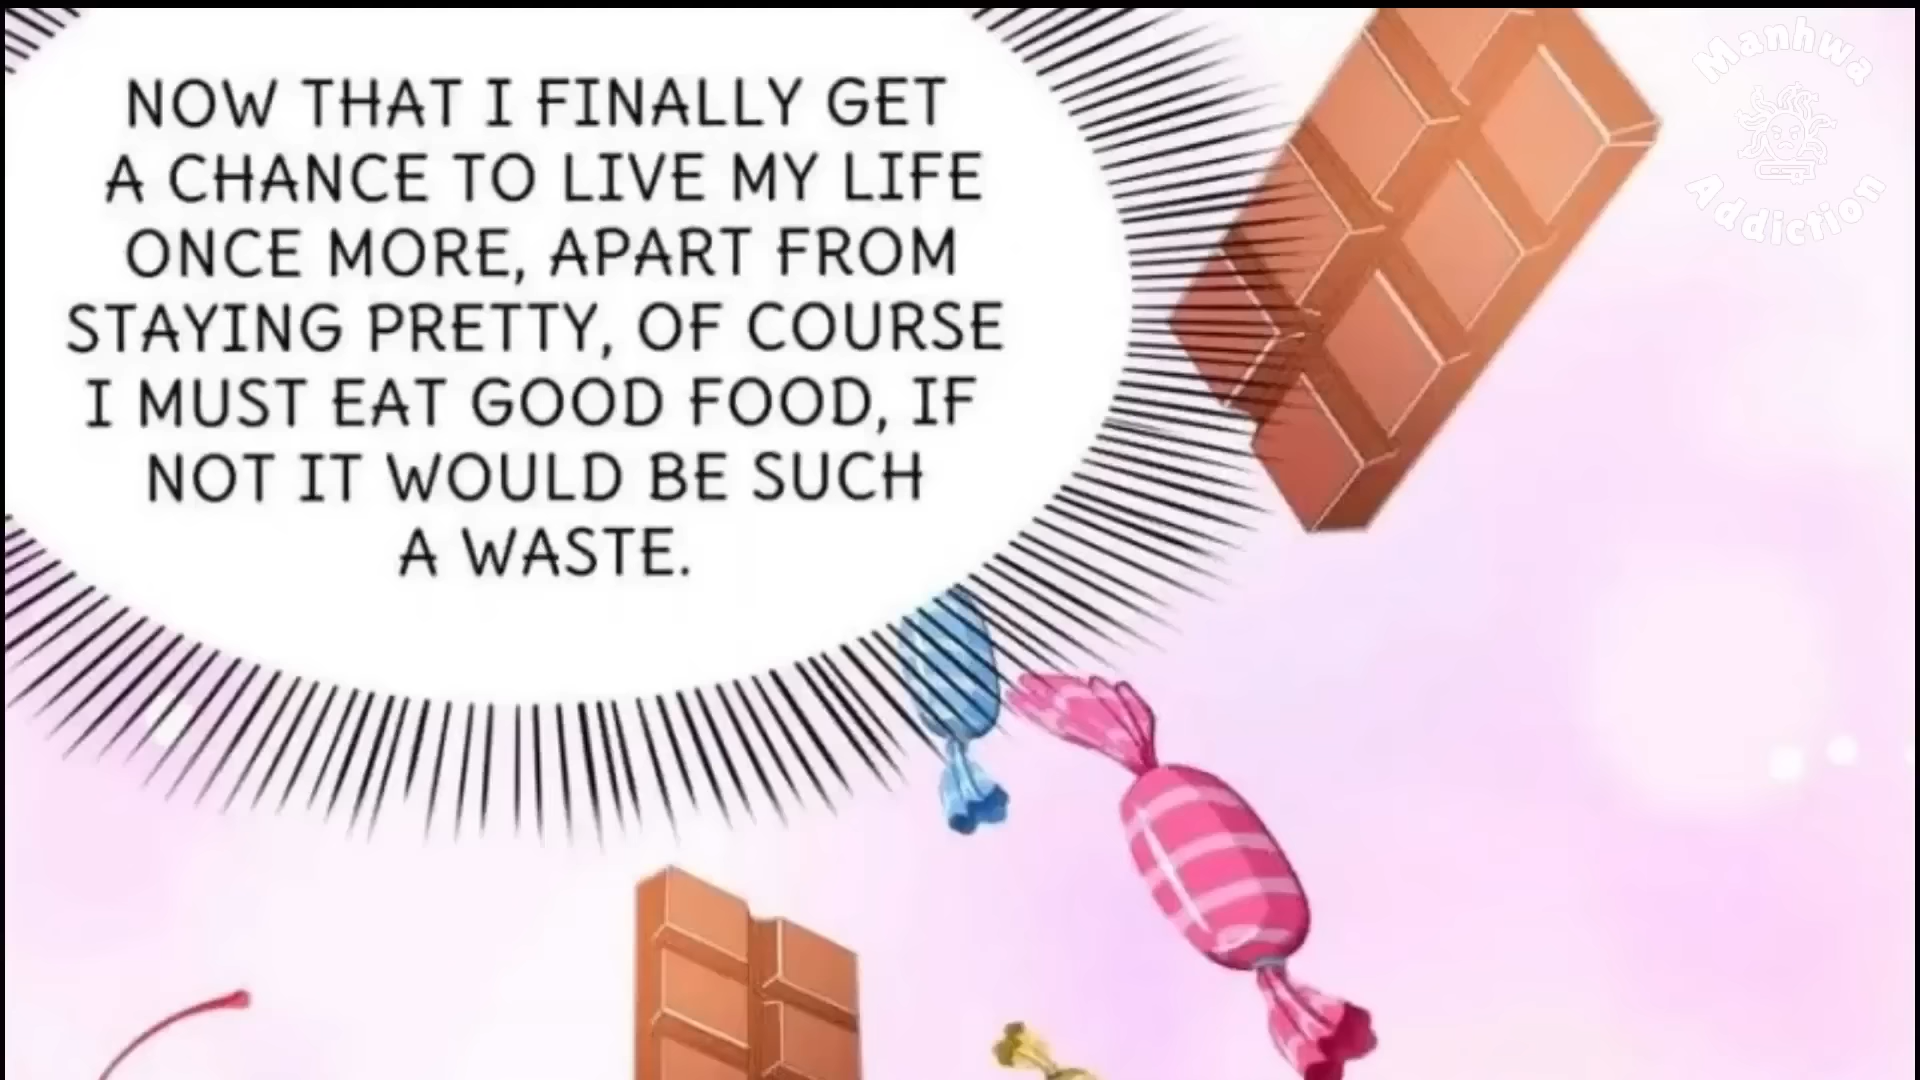 NOW THAT I FINALLY GET
A CHANCE TO LIVE MY LIFE
ONCE MORE, APART FROM
STAYING PRETTY, OF COURSE
I MUST EAT GOOD FOOD, IF
NOT IT WOULD BE SUCH
A WASTE.
Manhwa
Addiction